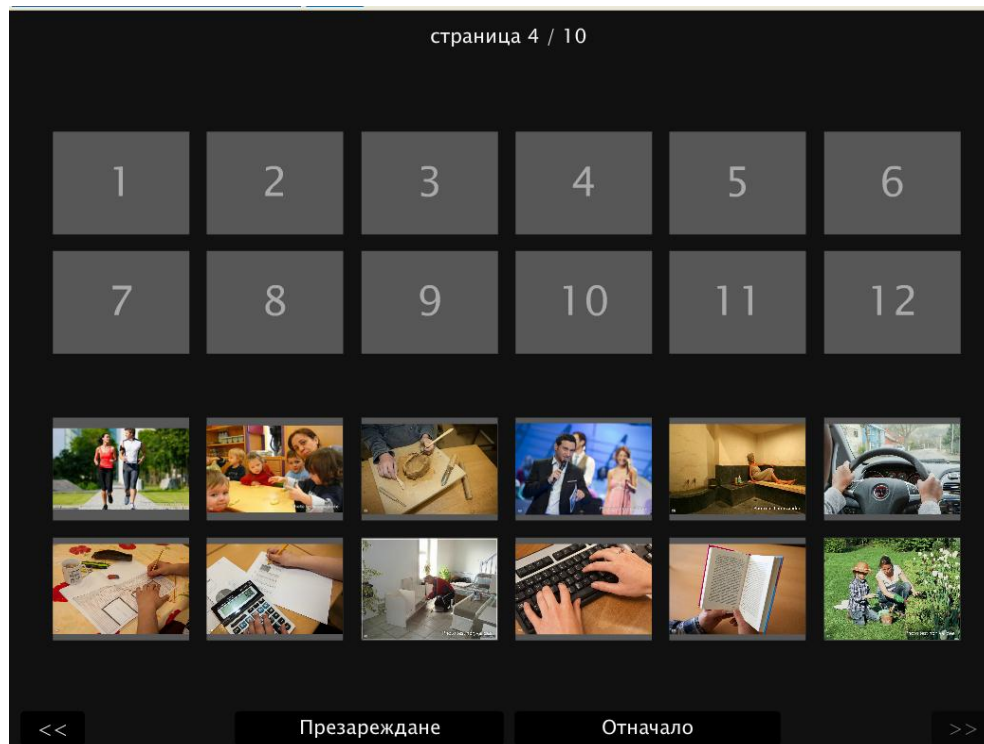 страница 4 / 10
1 2 3 4 5 6
7 8 9 10 11 12
<< Презареждане Отначало >>